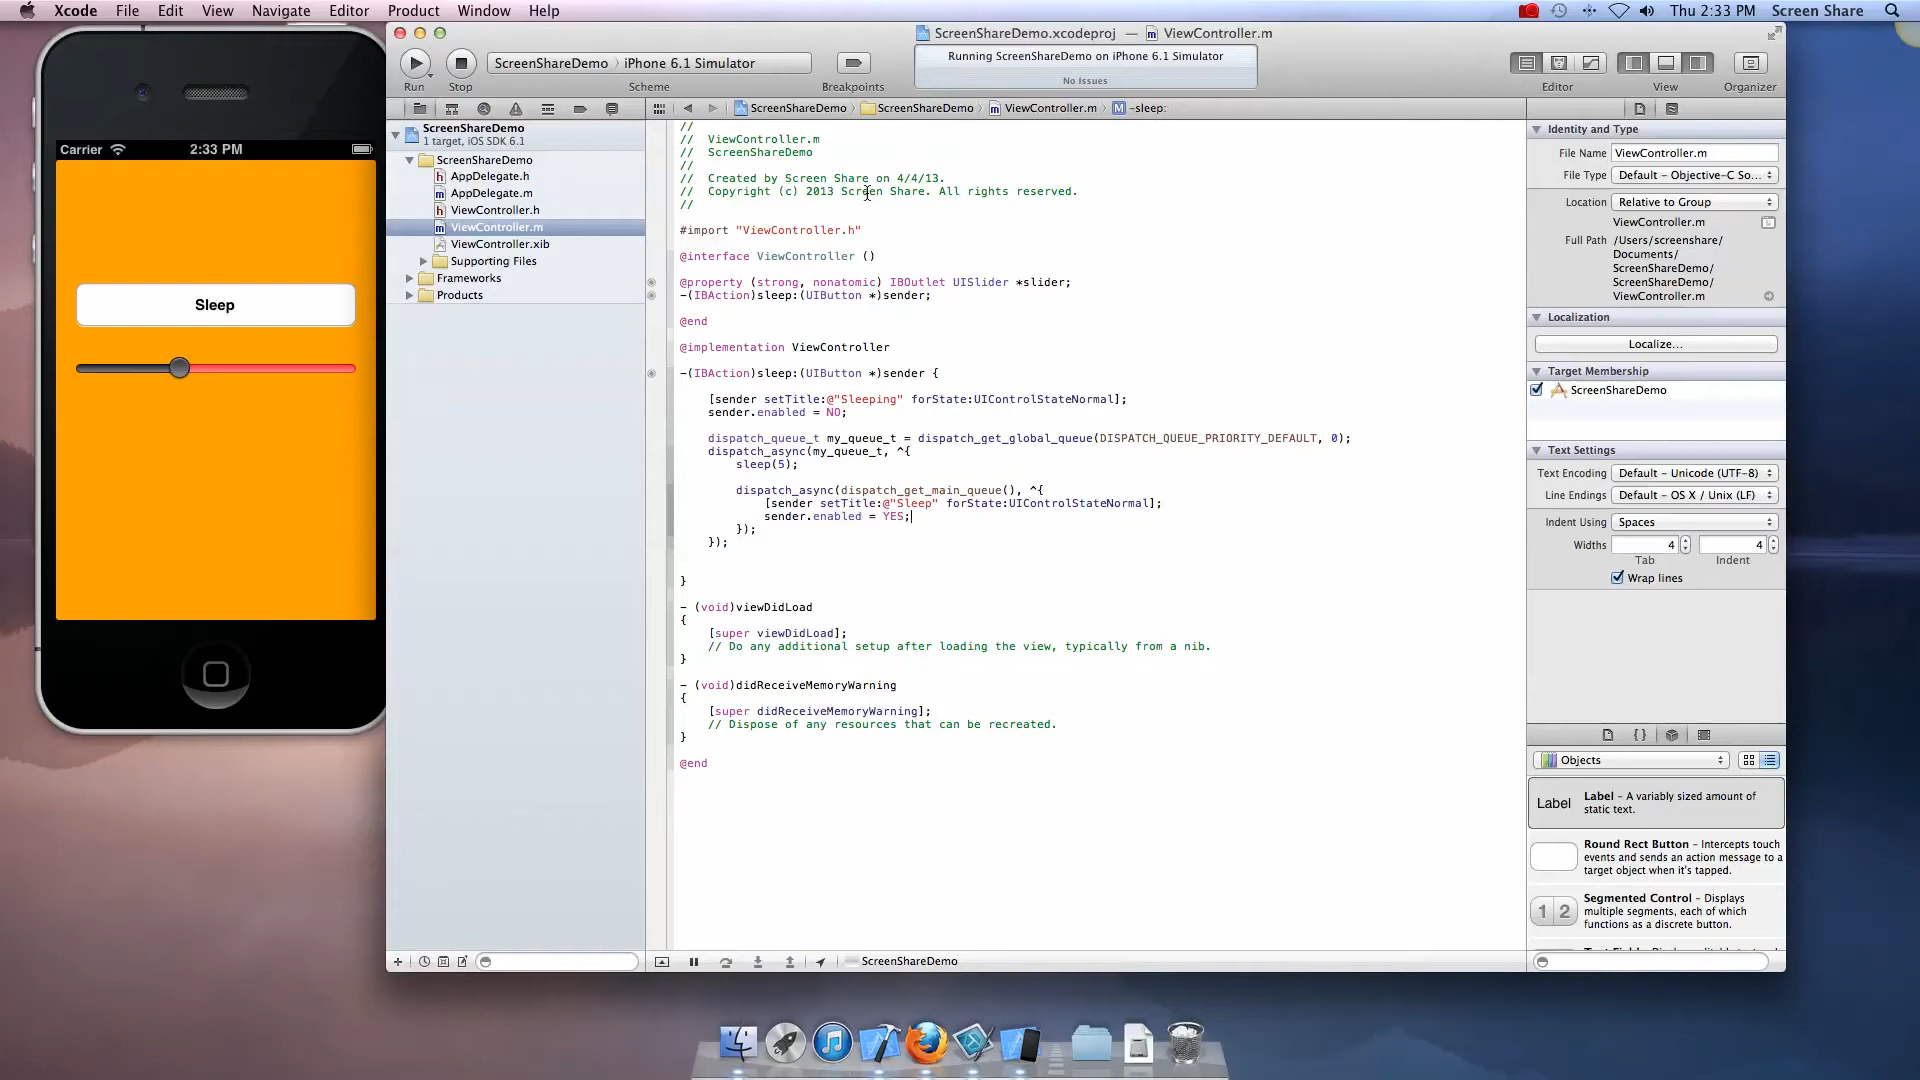 Xcode File Edit View Navigate Editor Product Window Help
Thu 2:33 PM Screen Share
ScreenShareDemo.xcodeproj — ViewController.m
Run Stop
ScreenShareDemo › iPhone 6.1 Simulator
Scheme
Breakpoints
Running ScreenShareDemo on iPhone 6.1 Simulator
No Issues
Editor View Organizer
Carrier 2:33 PM
Sleep
ScreenShareDemo
1 target, iOS SDK 6.1
ScreenShareDemo
AppDelegate.h
AppDelegate.m
ViewController.h
ViewController.m
ViewController.xib
Supporting Files
Frameworks
Products
ScreenShareDemo ScreenShareDemo ViewController.m -sleep:
//
// ViewController.m
// ScreenShareDemo
//
// Created by Screen Share on 4/4/13.
// Copyright (c) 2013 Screen Share. All rights reserved.
//
#import "ViewController.h"
@interface ViewController ()
@property (strong, nonatomic) IBOutlet UISlider *slider;
-(IBAction)sleep:(UIButton *)sender;
@end
@implementation ViewController
-(IBAction)sleep:(UIButton *)sender {
[sender setTitle:@"Sleeping" forState:UIControlStateNormal];
sender.enabled = NO;
dispatch_queue_t my_queue_t = dispatch_get_global_queue(DISPATCH_QUEUE_PRIORITY_DEFAULT, 0);
dispatch_async(my_queue_t, ^{
sleep(5);
dispatch_async(dispatch_get_main_queue(), ^{
[sender setTitle:@"Sleep" forState:UIControlStateNormal];
sender.enabled = YES;
});
});
}
- (void)viewDidLoad
{
[super viewDidLoad];
// Do any additional setup after loading the view, typically from a nib.
}
- (void)didReceiveMemoryWarning
{
[super didReceiveMemoryWarning];
// Dispose of any resources that can be recreated.
}
@end
ScreenShareDemo
Identity and Type
File Name ViewController.m
File Type Default - Objective-C So...
Location Relative to Group
ViewController.m
Full Path /Users/screenshare/
Documents/
ScreenShareDemo/
ScreenShareDemo/
ViewController.m
Localization
Localize...
Target Membership
ScreenShareDemo
Text Settings
Text Encoding Default - Unicode (UTF-8)
Line Endings Default - OS X / Unix (LF)
Indent Using Spaces
Widths 4 4
Tab Indent
Wrap lines
Objects
Label Label - A variably sized amount of
static text.
Round Rect Button - Intercepts touch
events and sends an action message to a
target object when it's tapped.
1 2 Segmented Control - Displays
multiple segments, each of which
functions as a discrete button.